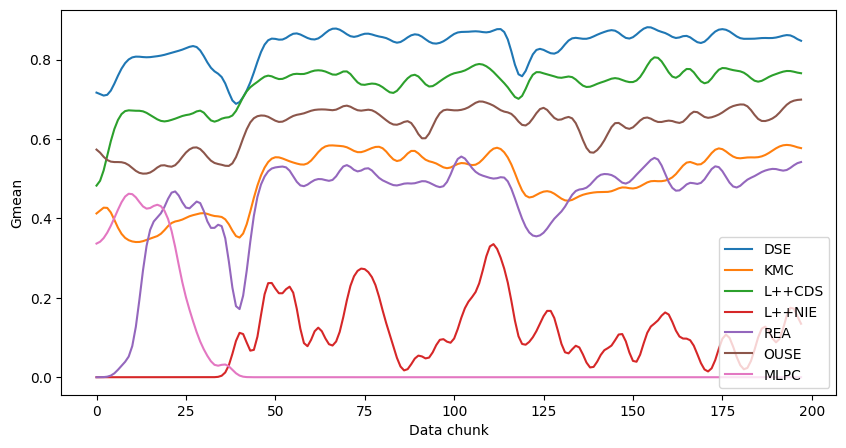 Gmean
0.8
0.6
0.4
0.2
0.0
0
25
50
75
100
125
150
175
200
Data chunk
DSE
KMC
L++CDS
L++NIE
REA
OUSE
MLPC